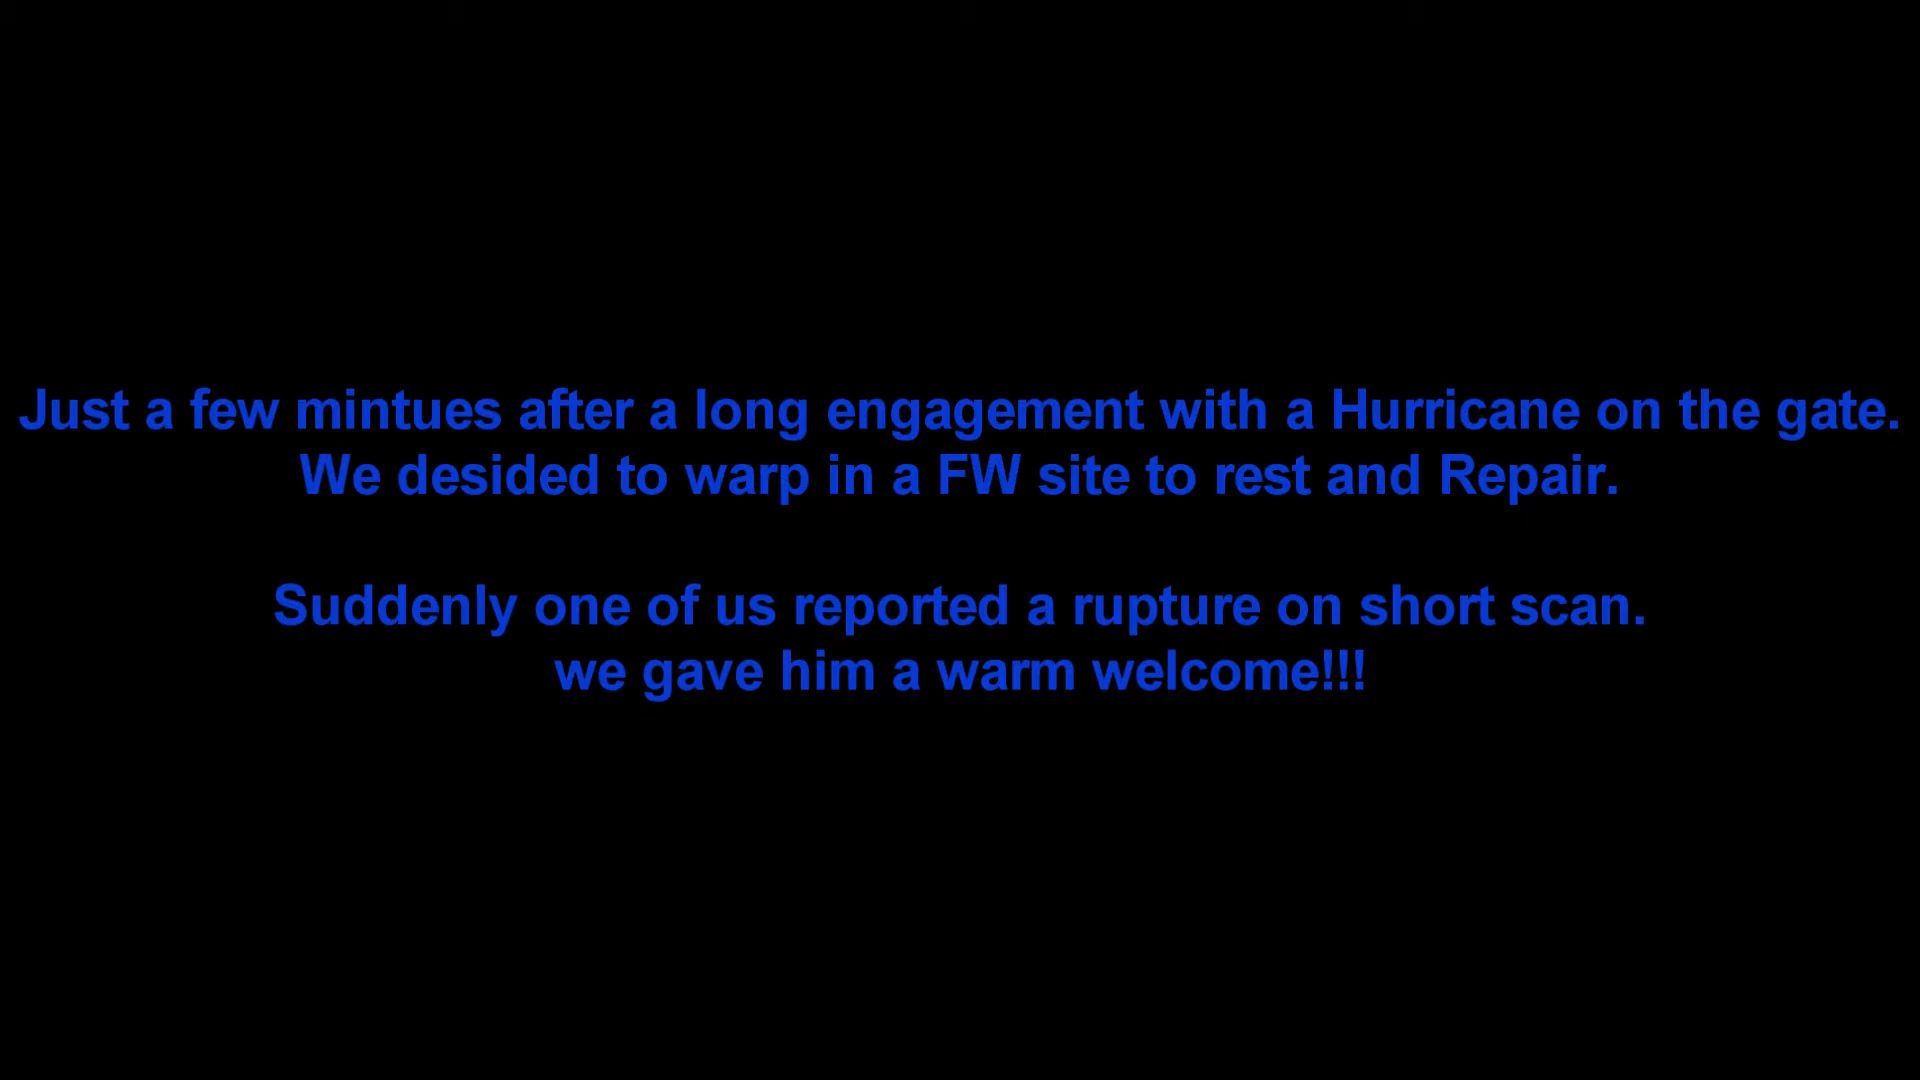 Just a few mintues after a long engagement with a Hurricane on the gate.
We desided to warp in a FW site to rest and Repair.
Suddenly one of us reported a rupture on short scan.
we gave him a warm welcome!!!